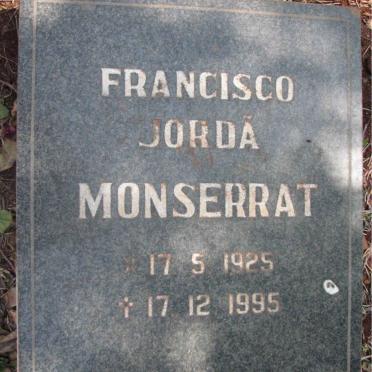 FRANCISCO
JORDÁ
MONSERRAT
* 17 5 1925
✝ 17 12 1995